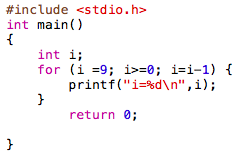 #include <stdio.h>
int main()
{
    int i;
    for (i =9; i>=0; i=i-1) {
        printf("i=%d\n",i);
    }
        return 0;

}